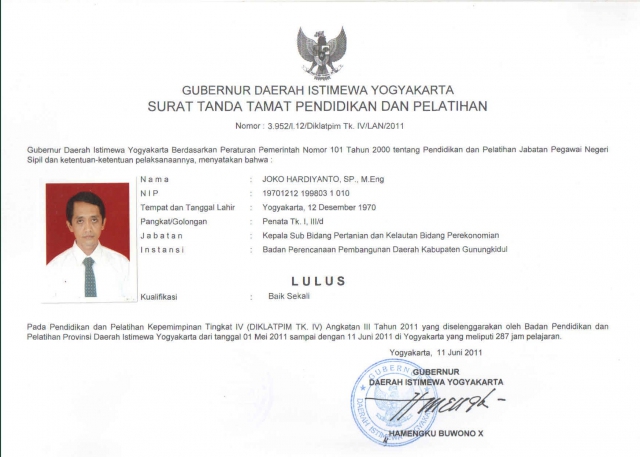 GUBERNUR DAERAH ISTIMEWA YOGYAKARTA
SURAT TANDA TAMAT PENDIDIKAN DAN PELATIHAN
Nomor : 3.952/I.12/Diklatpim Tk. IV/LAN/2011
Gubernur Daerah Istimewa Yogyakarta Berdasarkan Peraturan Pemerintah Nomor 101 Tahun 2000 tentang Pendidikan dan Pelatihan Jabatan Pegawai Negeri
Sipil dan ketentuan-ketentuan pelaksanaannya, menyatakan bahwa :
Nama : JOKO HARDIYANTO, SP., M.Eng
NIP : 19701212 199803 1 010
Tempat dan Tanggal Lahir : Yogyakarta, 12 Desember 1970
Pangkat/Golongan : Penata Tk. I, III/d
Jabatan : Kepala Sub Bidang Pertanian dan Kelautan Bidang Perekonomian
Instansi : Badan Perencanaan Pembangunan Daerah Kabupaten Gunungkidul
LULUS
Kualifikasi : Baik Sekali
Pada Pendidikan dan Pelatihan Kepemimpinan Tingkat IV (DIKLATPIM TK. IV) Angkatan III Tahun 2011 yang diselenggarakan oleh Badan Pendidikan dan
Pelatihan Provinsi Daerah Istimewa Yogyakarta dari tanggal 01 Mei 2011 sampai dengan 11 Juni 2011 di Yogyakarta yang meliputi 287 jam pelajaran.
Yogyakarta, 11 Juni 2011
GUBERNUR
DAERAH ISTIMEWA YOGYAKARTA
HAMENGKU BUWONO X